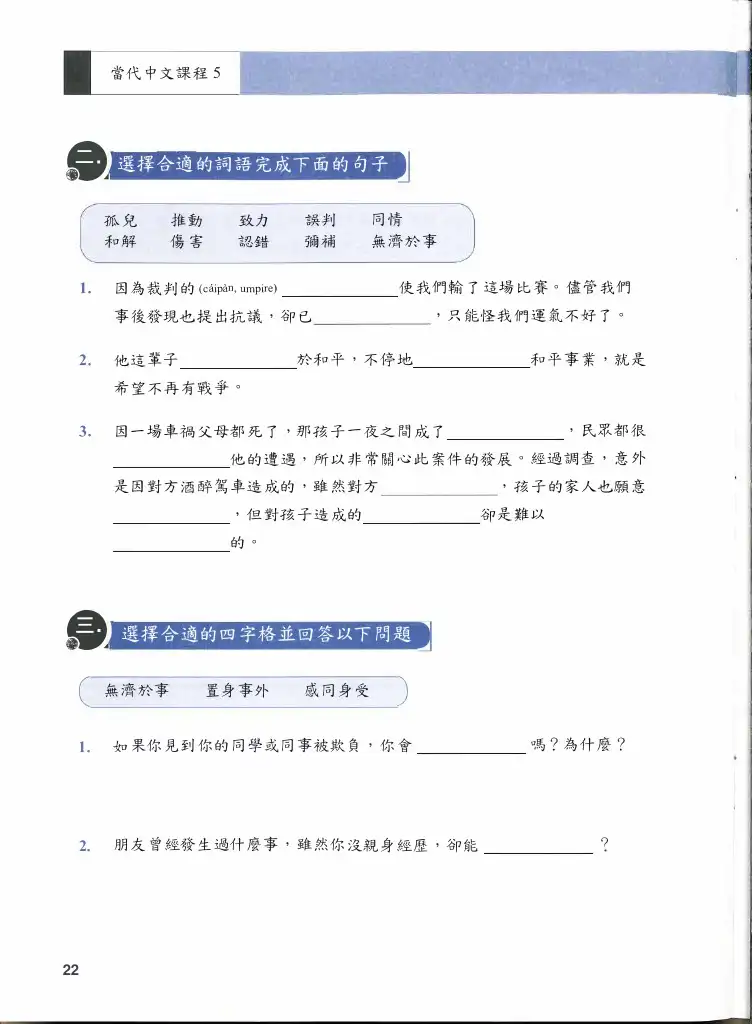 當代中文課程 5
二. 選擇合適的詞語完成下面的句子
孤兒 推動 致力 誤判 同情
和解 傷害 認錯 彌補 無濟於事
1. 因為裁判的 (cáipàn, umpire) ______________使我們輸了這場比賽。儘管我們
事後發現也提出抗議，卻已______________，只能怪我們運氣不好了。
2. 他這輩子______________於和平，不停地______________和平事業，就是
希望不再有戰爭。
3. 因一場車禍父母都死了，那孩子一夜之間成了______________，民眾都很
______________他的遭遇，所以非常關心此案件的發展。經過調查，意外
是因對方酒醉駕車造成的，雖然對方______________，孩子的家人也願意
______________，但對孩子造成的______________卻是難以
______________的。
三. 選擇合適的四字格並回答以下問題
無濟於事 置身事外 感同身受
1. 如果你見到你的同學或同事被欺負，你會 _____________ 嗎？為什麼？
2. 朋友曾經發生過什麼事，雖然你沒親身經歷，卻能 _____________ ？
22